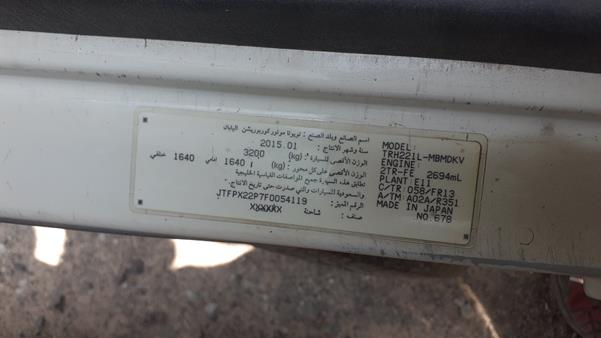 اسم الصانع وبلد الصنع : تويوتا موتور كوربوريشن اليابان
سنة وشهر الانتاج : 2015.01
الوزن الأقصى للسيارة : (kg) 3200
الوزن الأقصى على كل محور : (kg) 1640 أمامي 1640 خلفي
تطابق هذه السيارة جميع المواصفات القياسية الخليجية
والسعودية للسيارات والتي صدرت حتى تاريخ الانتاج.
الرقم المميز: JTFPX22P7F0054119
صنف : شاحنة XXXXXX
MODEL:
TRH221L-MBMDKV
ENGINE:
2TR-FE 2694mL
PLANT: E11
C/TR: 058/FR13
A/TM: A02A/R351
MADE IN JAPAN
NO.678